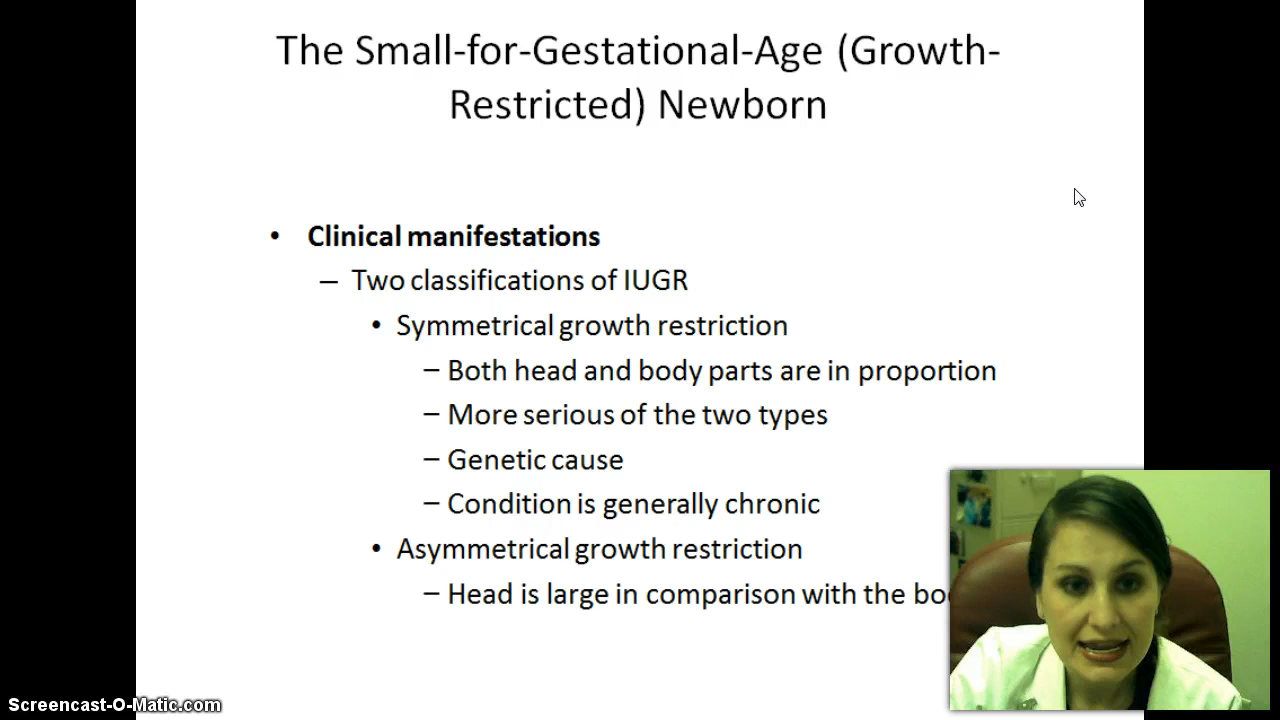 The Small-for-Gestational-Age (Growth-
Restricted) Newborn
• Clinical manifestations
– Two classifications of IUGR
• Symmetrical growth restriction
– Both head and body parts are in proportion
– More serious of the two types
– Genetic cause
– Condition is generally chronic
• Asymmetrical growth restriction
– Head is large in comparison with the
Screencast-O-Matic.com